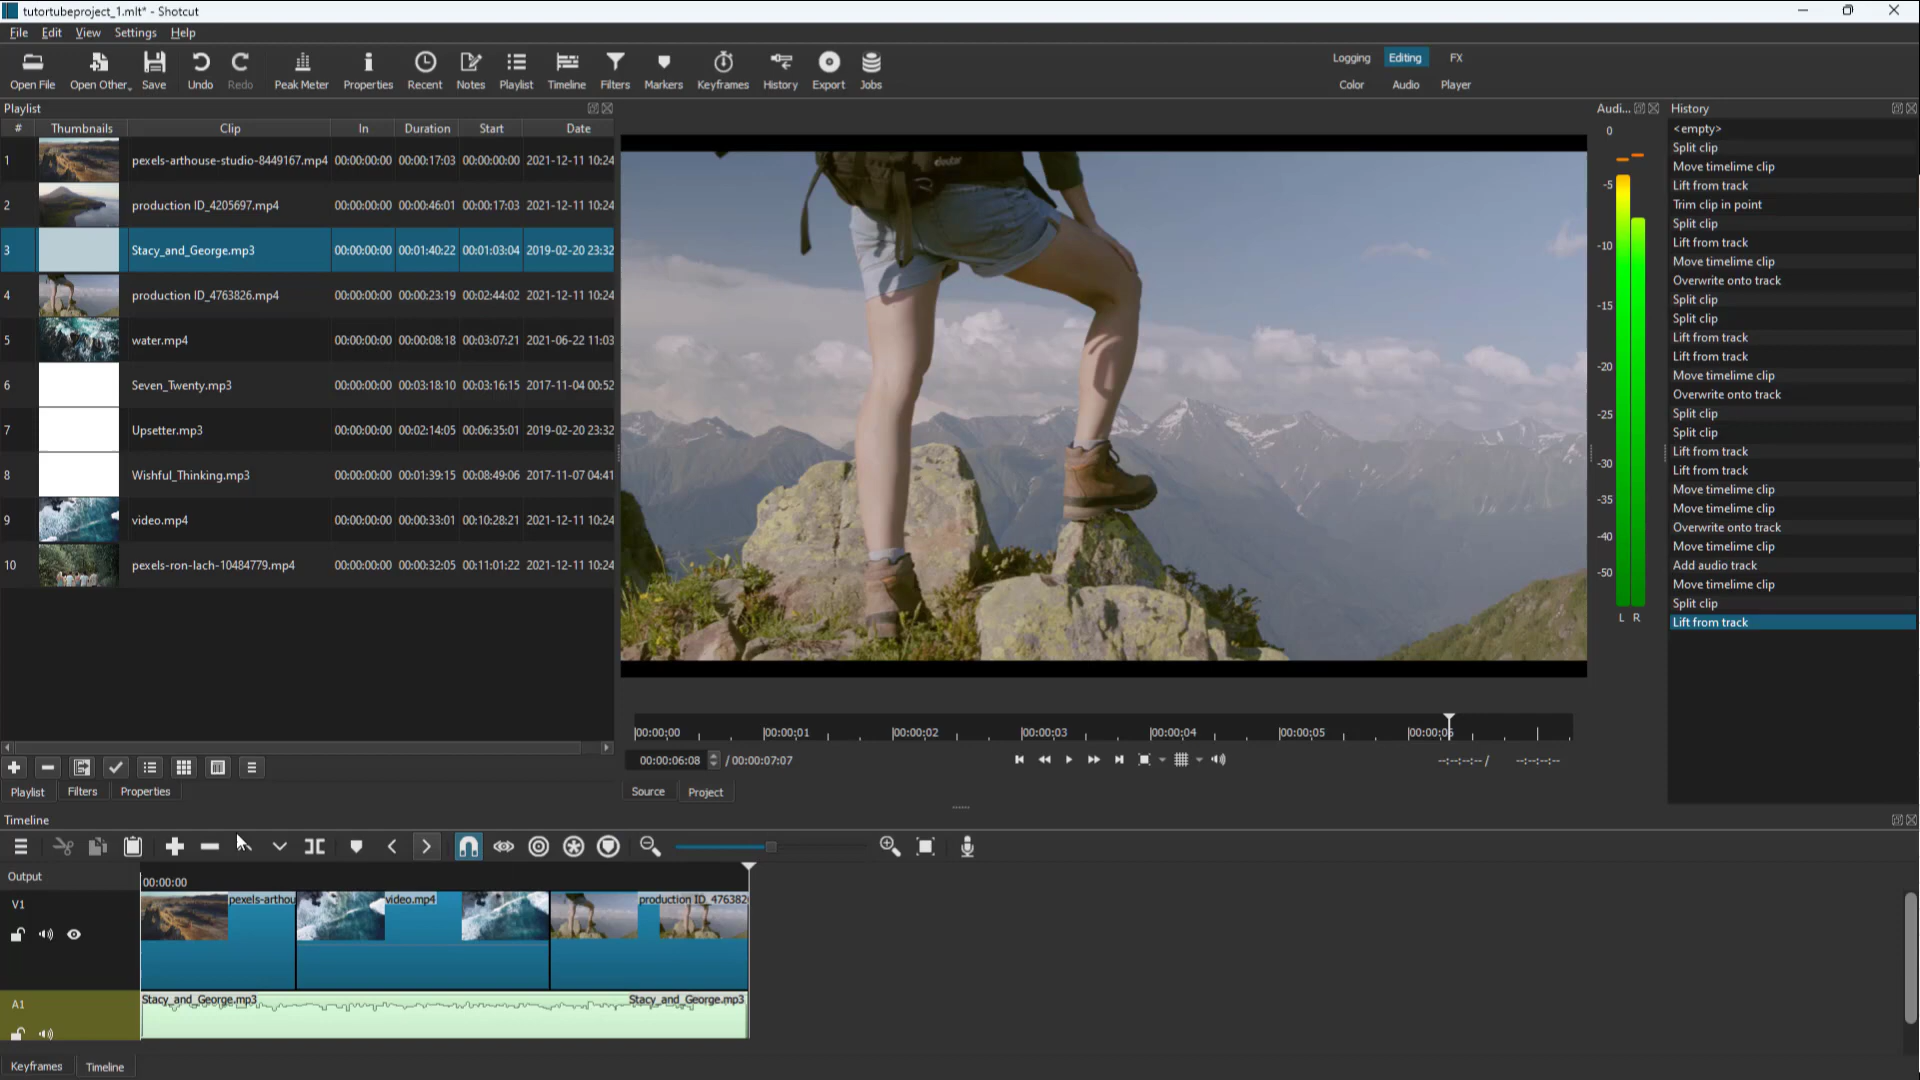 tutortubeproject_1.mlt* - Shotcut
File Edit View Settings Help
Open File Open Other... Save Undo Redo Peak Meter Properties Recent Notes Playlist Timeline Filters Markers Keyframes History Export Jobs
Logging Editing FX
Color Audio Player
Playlist
# Thumbnails Clip In Duration Start Date
1 pexels-arthouse-studio-8449167.mp4 00:00:00:00 00:00:17:03 00:00:00:00 2021-12-11 10:24
2 production ID_4205697.mp4 00:00:00:00 00:00:46:01 00:00:17:03 2021-12-11 10:24
3 Stacy_and_George.mp3 00:00:00:00 00:01:40:22 00:01:03:04 2019-02-20 23:32
4 production ID_4763826.mp4 00:00:00:00 00:00:23:19 00:02:44:02 2021-12-11 10:24
5 water.mp4 00:00:00:00 00:00:08:18 00:03:07:21 2021-06-22 11:03
6 Seven_Twenty.mp3 00:00:00:00 00:03:18:10 00:03:16:15 2017-11-04 00:52
7 Upsetter.mp3 00:00:00:00 00:02:14:05 00:06:35:01 2019-02-20 23:32
8 Wishful_Thinking.mp3 00:00:00:00 00:01:39:15 00:08:49:06 2017-11-07 04:41
9 video.mp4 00:00:00:00 00:00:33:01 00:10:28:21 2021-12-11 10:24
10 pexels-ron-lach-10484779.mp4 00:00:00:00 00:00:32:05 00:11:01:22 2021-12-11 10:24
Playlist Filters Properties
00:00:00 00:00:01 00:00:02 00:00:03 00:00:04 00:00:05 00:00:06
00:00:06:08 / 00:00:07:07
--:--:--:-- / --:--:--:--
Source Project
Audi...
0
-5
-10
-15
-20
-25
-30
-35
-40
-50
L R
History
<empty>
Split clip
Move timelime clip
Lift from track
Trim clip in point
Split clip
Lift from track
Move timelime clip
Overwrite onto track
Split clip
Split clip
Lift from track
Lift from track
Move timelime clip
Overwrite onto track
Split clip
Split clip
Lift from track
Lift from track
Move timelime clip
Move timelime clip
Overwrite onto track
Move timelime clip
Add audio track
Move timelime clip
Split clip
Lift from track
Timeline
Output
00:00:00
V1
pexels-arthou video.mp4 production ID_476382
A1
Stacy_and_George.mp3 Stacy_and_George.mp3
Keyframes Timeline